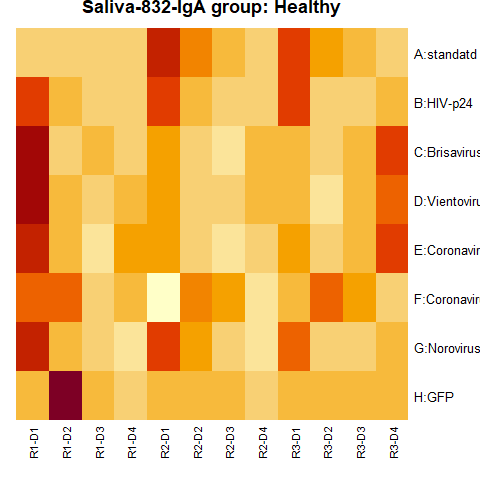 Saliva-832-IgA group: Healthy
A:standatd
B:HIV-p24
C:Brisavirus
D:Vientoviru
E:Coronavir
F:Coronavir
G:Norovirus
H:GFP
R1-D1
R1-D2
R1-D3
R1-D4
R2-D1
R2-D2
R2-D3
R2-D4
R3-D1
R3-D2
R3-D3
R3-D4